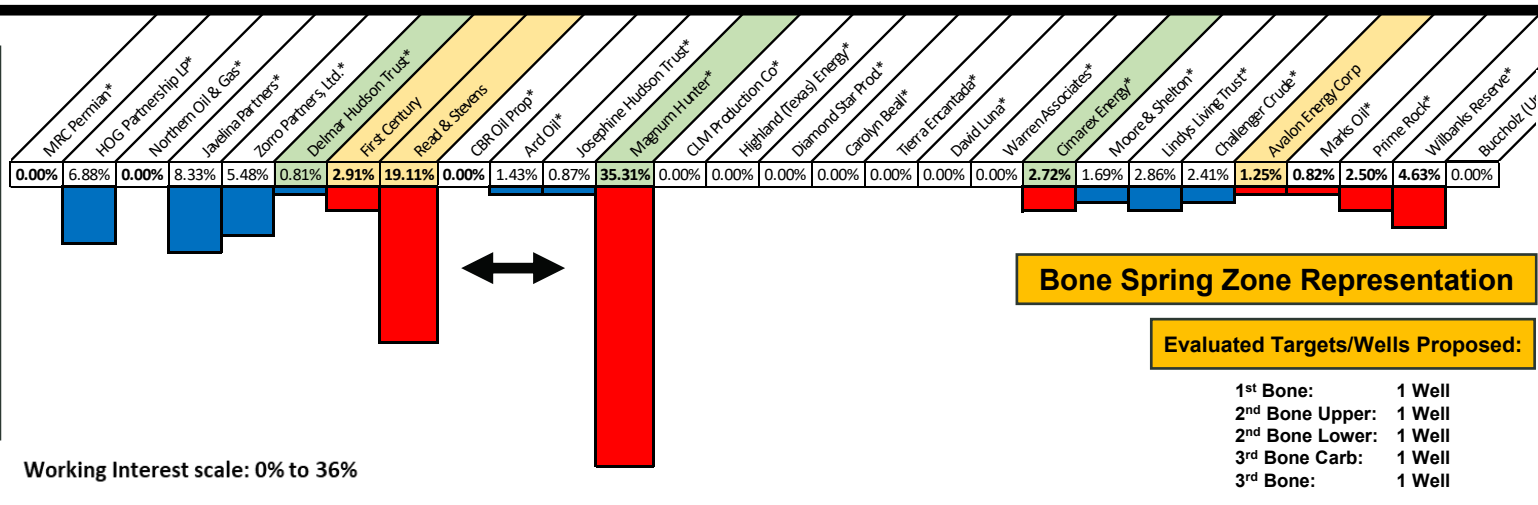 MRC Permian*
HOG Partnership LP*
Northern Oil & Gas*
Javelina Partners*
Zorro Partners, Ltd.*
Delmar Hudson Trust*
First Century
Read & Stevens
CBR Oil Prop*
Ard Oil*
Josephine Hudson Trust*
Magnum Hunter*
CLM Production Co*
Highland (Texas) Energy*
Diamond Star Prod.*
Carolyn Beall*
Tierra Encantada*
David Luna*
Warren Associates*
Cimarex Energy*
Moore & Shelton*
Lindys Living Trust*
Challenger Crude*
Avalon Energy Corp
Marks Oil*
Prime Rock*
Wilbanks Reserve*
Buccholz
0.00% 6.88% 0.00% 8.33% 5.48% 0.81% 2.91% 19.11% 0.00% 1.43% 0.87% 35.31% 0.00% 0.00% 0.00% 0.00% 0.00% 0.00% 0.00% 2.72% 1.69% 2.86% 2.41% 1.25% 0.82% 2.50% 4.63% 0.00%
Bone Spring Zone Representation
Evaluated Targets/Wells Proposed:
1st Bone: 1 Well
2nd Bone Upper: 1 Well
2nd Bone Lower: 1 Well
3rd Bone Carb: 1 Well
3rd Bone: 1 Well
Working Interest scale: 0% to 36%